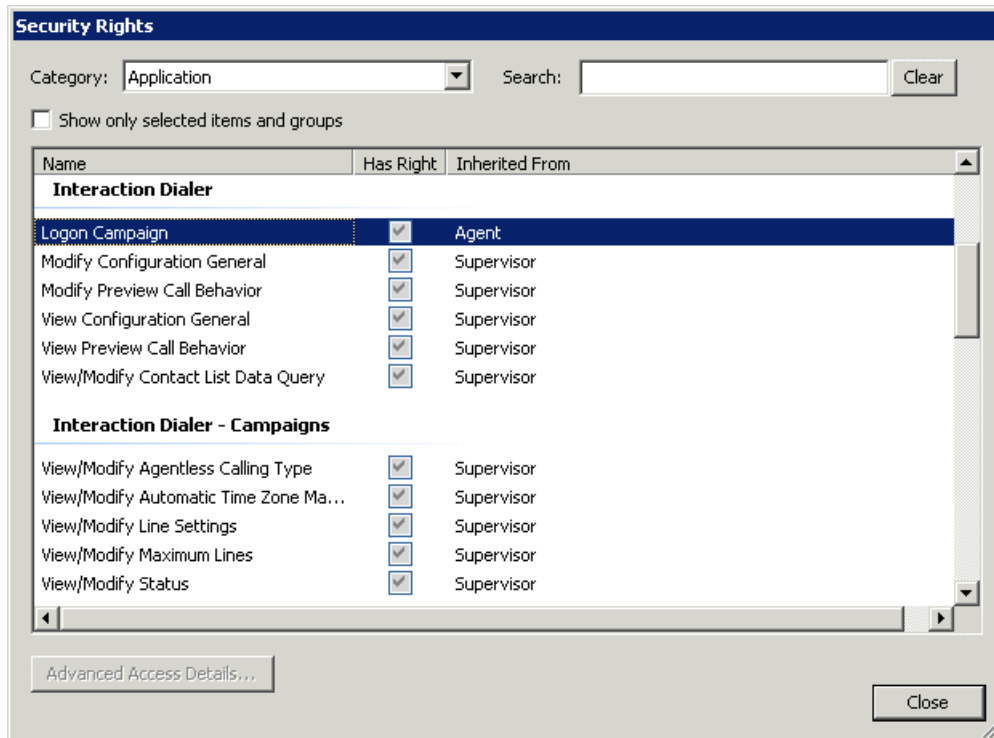 Security Rights
Category: Application Search: Clear
Show only selected items and groups
Name Has Right Inherited From
Interaction Dialer
Logon Campaign Agent
Modify Configuration General Supervisor
Modify Preview Call Behavior Supervisor
View Configuration General Supervisor
View Preview Call Behavior Supervisor
View/Modify Contact List Data Query Supervisor
Interaction Dialer - Campaigns
View/Modify Agentless Calling Type Supervisor
View/Modify Automatic Time Zone Ma... Supervisor
View/Modify Line Settings Supervisor
View/Modify Maximum Lines Supervisor
View/Modify Status Supervisor
Advanced Access Details...
Close